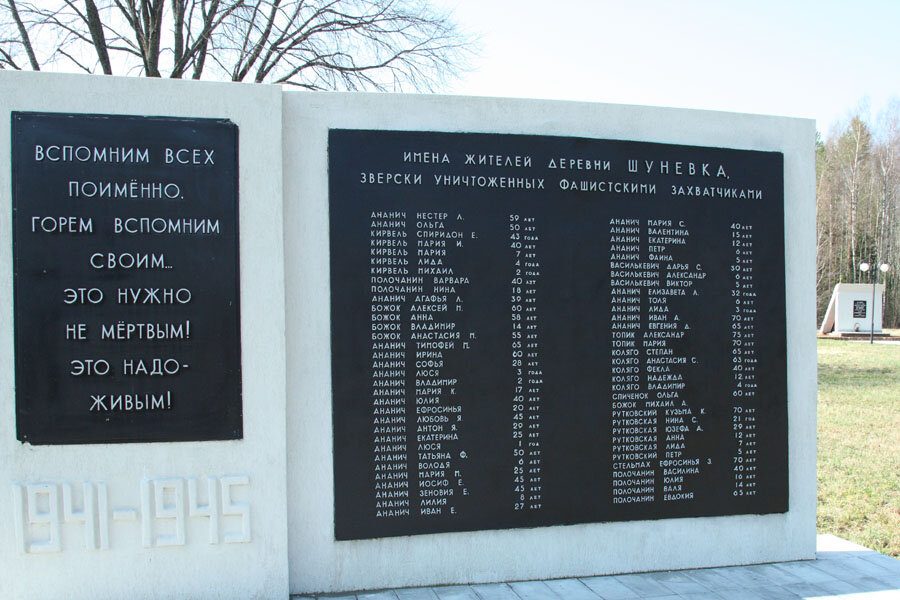 ВСПОМНИМ ВСЕХ
ПОИМЁННО,
ГОРЕМ ВСПОМНИМ
СВОИМ...
ЭТО НУЖНО
НЕ МЁРТВЫМ!
ЭТО НАДО-
ЖИВЫМ!
1941-1945
ИМЕНА ЖИТЕЛЕЙ ДЕРЕВНИ ШУНЕВКА,
ЗВЕРСКИ УНИЧТОЖЕННЫХ ФАШИСТСКИМИ ЗАХВАТЧИКАМИ
АНАНИЧ НЕСТЕР Л. 59 ЛЕТ
АНАНИЧ ОЛЬГА 50 ЛЕТ
КИРВЕЛЬ СПИРИДОН Е. 43 ГОДА
КИРВЕЛЬ МАРИЯ И. 40 ЛЕТ
КИРВЕЛЬ МАРИЯ 7 ЛЕТ
КИРВЕЛЬ ЛИДА 4 ГОДА
КИРВЕЛЬ МИХАИЛ 2 ГОДА
ПОЛОЧАНИН ВАРВАРА 40 ЛЕТ
ПОЛОЧАНИН НИНА 18 ЛЕТ
АНАНИЧ АГАФЬЯ Л. 39 ЛЕТ
БОЖОК АЛЕКСЕЙ М. 60 ЛЕТ
БОЖОК АННА 58 ЛЕТ
БОЖОК ВЛАДИМИР 14 ЛЕТ
БОЖОК АНАСТАСИЯ М. 55 ЛЕТ
АНАНИЧ ТИМОФЕЙ М. 65 ЛЕТ
АНАНИЧ ИРИНА 60 ЛЕТ
АНАНИЧ СОФЬЯ 28 ЛЕТ
АНАНИЧ ЛЮСЯ 3 ГОДА
АНАНИЧ ВЛАДИМИР 2 ГОДА
АНАНИЧ МАРИЯ К. 17 ЛЕТ
АНАНИЧ ЮЛИЯ 40 ЛЕТ
АНАНИЧ ЕФРОСИНЬЯ 20 ЛЕТ
АНАНИЧ ЛЮБОВЬ Я 45 ЛЕТ
АНАНИЧ АНТОН Я. 29 ЛЕТ
АНАНИЧ ЕКАТЕРИНА 25 ЛЕТ
АНАНИЧ ЛЮСЯ 1 ГОД
АНАНИЧ ТАТЬЯНА Ф. 50 ЛЕТ
АНАНИЧ ВОЛОДЯ 6 ЛЕТ
АНАНИЧ МАРИЯ М. 25 ЛЕТ
АНАНИЧ ИОСИФ Е. 45 ЛЕТ
АНАНИЧ ЗЕНОВИЯ Е. 45 ЛЕТ
АНАНИЧ ЛИЛИЯ 8 ЛЕТ
АНАНИЧ ИВАН Е. 27 ЛЕТ
АНАНИЧ МАРИЯ С. 40 ЛЕТ
АНАНИЧ ВАЛЕНТИНА 15 ЛЕТ
АНАНИЧ ЕКАТЕРИНА 12 ЛЕТ
АНАНИЧ ПЕТР 6 ЛЕТ
АНАНИЧ ФАИНА 5 ЛЕТ
ВАСИЛЬКЕВИЧ ДАРЬЯ С. 30 ЛЕТ
ВАСИЛЬКЕВИЧ АЛЕКСАНДР 6 ЛЕТ
ВАСИЛЬКЕВИЧ ВИКТОР 5 ЛЕТ
АНАНИЧ ЕЛИЗАВЕТА А. 32 ГОДА
АНАНИЧ ТОЛЯ 6 ЛЕТ
АНАНИЧ ЛИДА 3 ГОДА
АНАНИЧ ИВАН А. 70 ЛЕТ
АНАНИЧ ЕВГЕНИЯ Д. 65 ЛЕТ
ТОПИК АЛЕКСАНДР 75 ЛЕТ
ТОПИК МАРИЯ 70 ЛЕТ
КОЛЯГО СТЕПАН 65 ЛЕТ
КОЛЯГО АНАСТАСИЯ С. 63 ГОДА
КОЛЯГО ФЕКЛА 40 ЛЕТ
КОЛЯГО НАДЕЖДА 12 ЛЕТ
КОЛЯГО ВЛАДИМИР 4 ГОДА
СПИЧЕНОК ОЛЬГА 60 ЛЕТ
БОЖОК МИХАИЛ А.
РУТКОВСКИЙ КУЗЬМА К. 70 ЛЕТ
РУТКОВСКАЯ НИНА С. 21 ГОД
РУТКОВСКАЯ ЮЗЕФА А. 29 ЛЕТ
РУТКОВСКАЯ АННА 12 ЛЕТ
РУТКОВСКАЯ ЛИДА 7 ЛЕТ
РУТКОВСКИЙ ПЕТР 5 ЛЕТ
СТЕЛЬМАХ ЕФРОСИНЬЯ З. 70 ЛЕТ
ПОЛОЧАНИН ВАСИЛИНА 40 ЛЕТ
ПОЛОЧАНИН ЮЛИЯ 16 ЛЕТ
ПОЛОЧАНИН ВАЛЯ 14 ЛЕТ
ПОЛОЧАНИН ЕВДОКИЯ 65 ЛЕТ